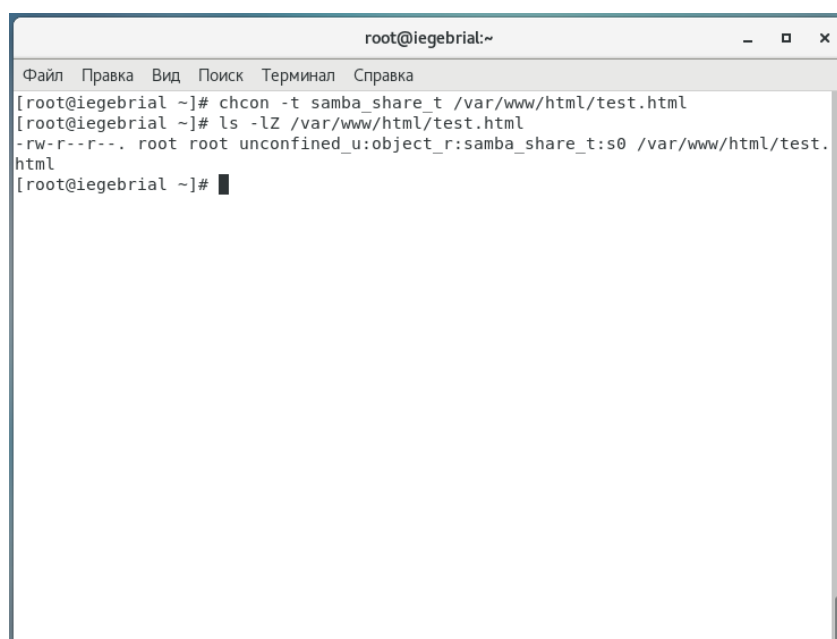 root@iegebrial:~
Файл Правка Вид Поиск Терминал Справка
[root@iegebrial ~]# chcon -t samba_share_t /var/www/html/test.html
[root@iegebrial ~]# ls -lZ /var/www/html/test.html
-rw-r--r--. root root unconfined_u:object_r:samba_share_t:s0 /var/www/html/test.
html
[root@iegebrial ~]#